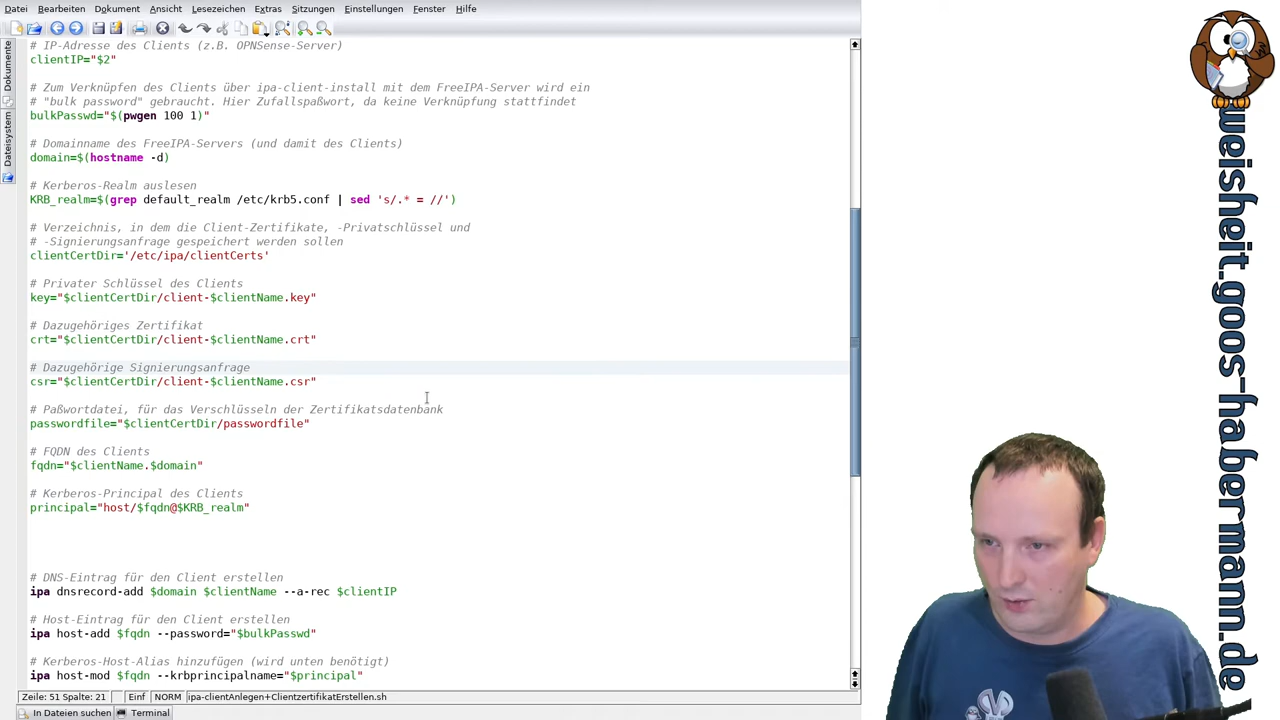 Datei Bearbeiten Dokument Ansicht Lesezeichen Extras Sitzungen Einstellungen Fenster Hilfe
Dokumente
Dateisystem
# IP-Adresse des Clients (z.B. OPNSense-Server)
clientIP="$2"
# Zum Verknüpfen des Clients über ipa-client-install mit dem FreeIPA-Server wird ein
# "bulk password" gebraucht. Hier Zufallspaßwort, da keine Verknüpfung stattfindet
bulkPasswd="$(pwgen 100 1)"
# Domainname des FreeIPA-Servers (und damit des Clients)
domain=$(hostname -d)
# Kerberos-Realm auslesen
KRB_realm=$(grep default_realm /etc/krb5.conf | sed 's/.* = //')
# Verzeichnis, in dem die Client-Zertifikate, -Privatschlüssel und
# -Signierungsanfrage gespeichert werden sollen
clientCertDir='/etc/ipa/clientCerts'
# Privater Schlüssel des Clients
key="$clientCertDir/client-$clientName.key"
# Dazugehöriges Zertifikat
crt="$clientCertDir/client-$clientName.crt"
# Dazugehörige Signierungsanfrage
csr="$clientCertDir/client-$clientName.csr"
# Paßwortdatei, für das Verschlüsseln der Zertifikatsdatenbank
passwordfile="$clientCertDir/passwordfile"
# FQDN des Clients
fqdn="$clientName.$domain"
# Kerberos-Principal des Clients
principal="host/$fqdn@$KRB_realm"
# DNS-Eintrag für den Client erstellen
ipa dnsrecord-add $domain $clientName --a-rec $clientIP
# Host-Eintrag für den Client erstellen
ipa host-add $fqdn --password="$bulkPasswd"
# Kerberos-Host-Alias hinzufügen (wird unten benötigt)
ipa host-mod $fqdn --krbprincipalname="$principal"
Zeile: 51 Spalte: 21 Einf NORM ipa-clientAnlegen+ClientzertifikatErstellen.sh
In Dateien suchen Terminal
weisheit.goos-habermann.de